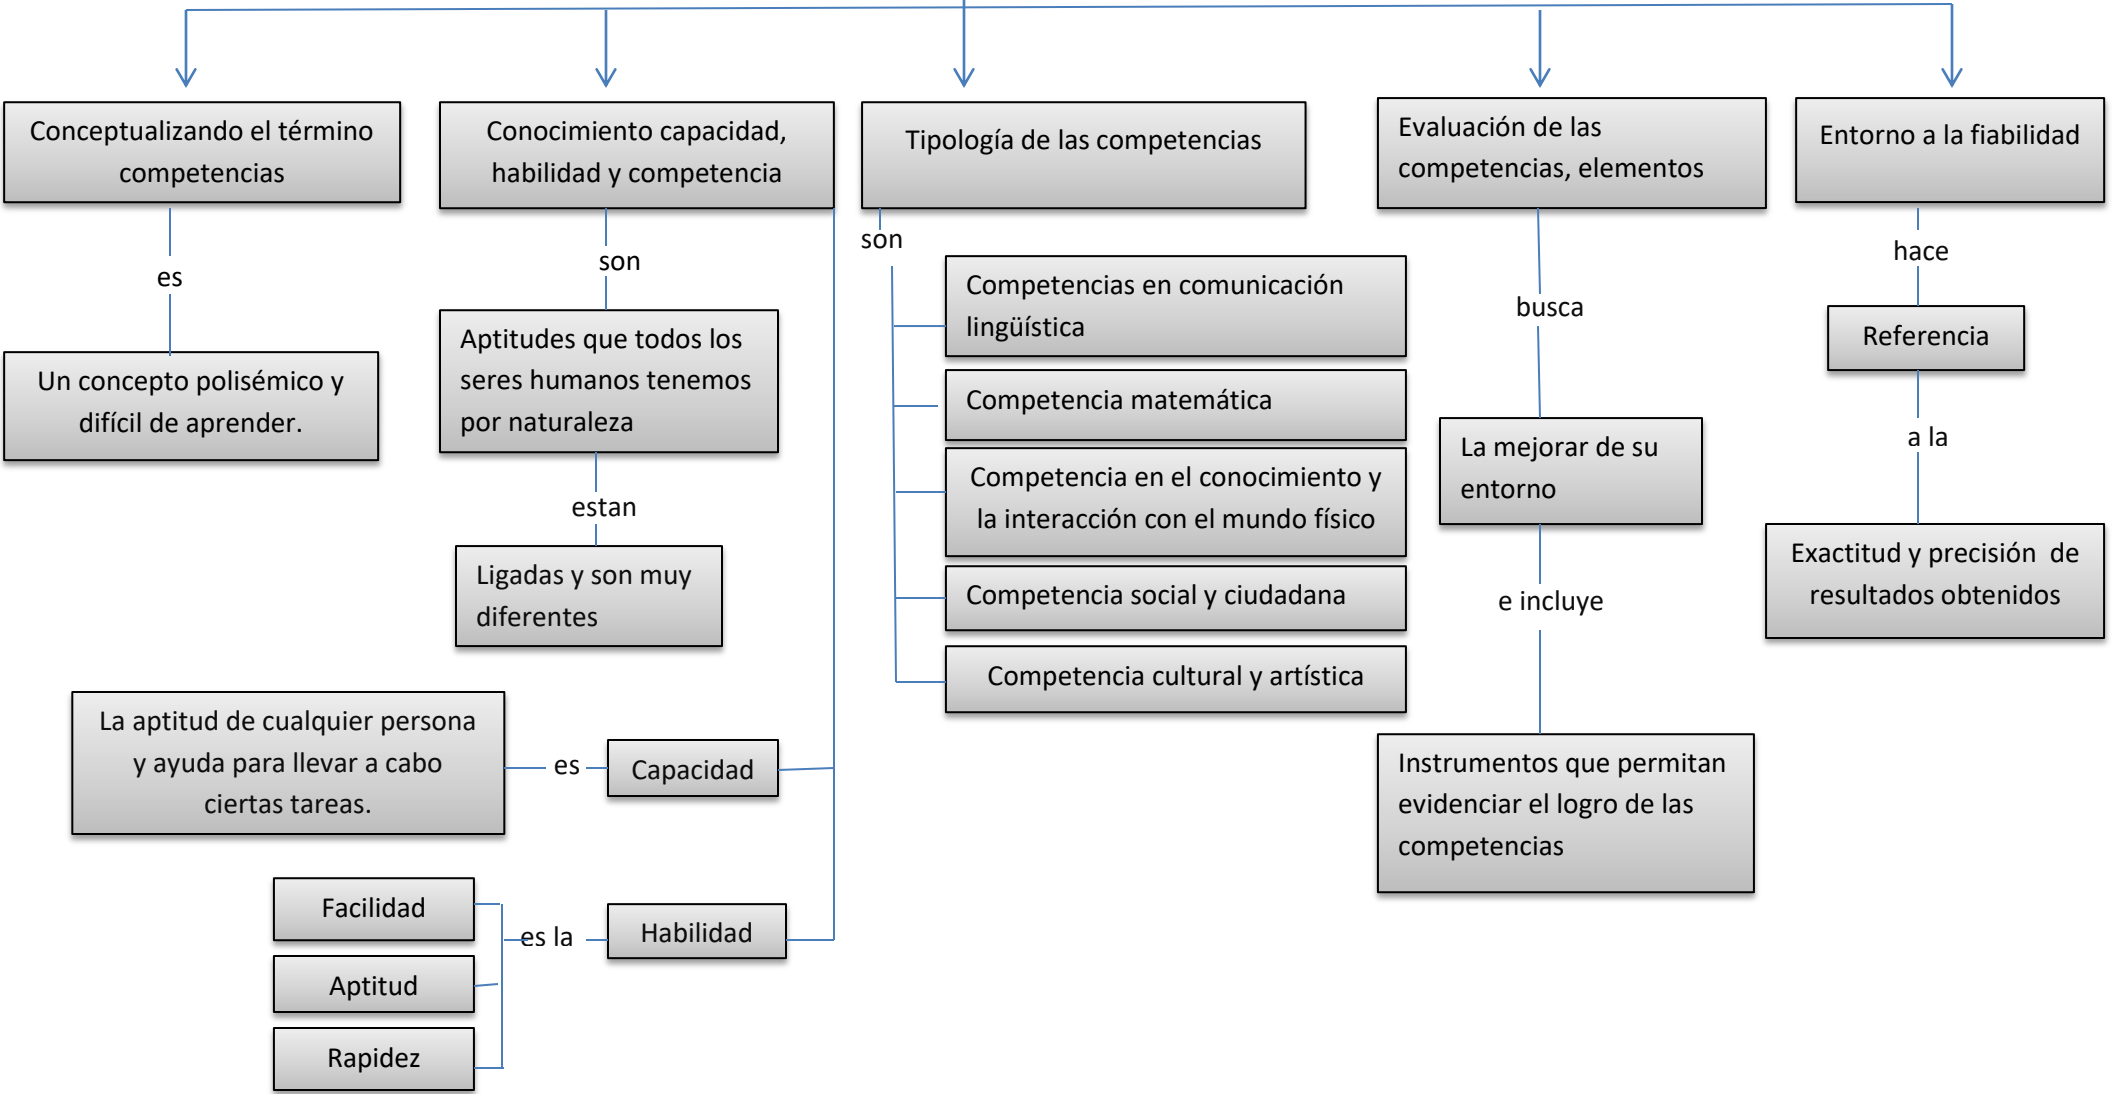 Conceptualizando el término
competencias
es
Un concepto polisémico y
difícil de aprender.
Conocimiento capacidad,
habilidad y competencia
son
Aptitudes que todos los
seres humanos tenemos
por naturaleza
estan
Ligadas y son muy
diferentes
La aptitud de cualquier persona
y ayuda para llevar a cabo
ciertas tareas.
es
Capacidad
Facilidad
Aptitud
Rapidez
es la
Habilidad
Tipología de las competencias
son
Competencias en comunicación
lingüística
Competencia matemática
Competencia en el conocimiento y
la interacción con el mundo físico
Competencia social y ciudadana
Competencia cultural y artística
Evaluación de las
competencias, elementos
busca
La mejorar de su
entorno
e incluye
Instrumentos que permitan
evidenciar el logro de las
competencias
Entorno a la fiabilidad
hace
Referencia
a la
Exactitud y precisión  de
resultados obtenidos